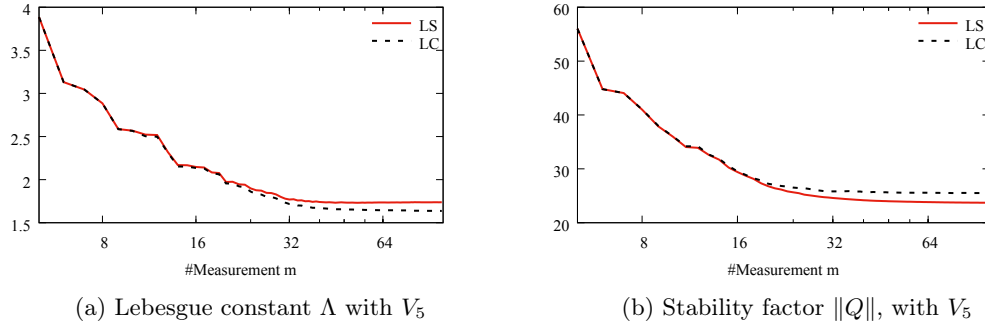 4
3.5
3
2.5
2
1.5
8
16
32
64
#Measurement m
LS
LC
(a) Lebesgue constant Λ with V₅
60
50
40
30
20
8
16
32
64
#Measurement m
LS
LC
(b) Stability factor ‖Q‖, with V₅